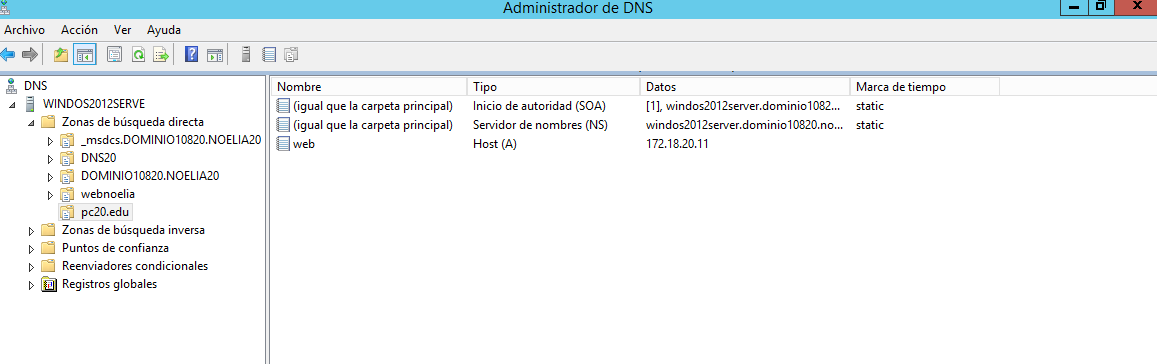 Administrador de DNS
Archivo Acción Ver Ayuda
DNS
WINDOS2012SERVE
Zonas de búsqueda directa
_msdcs.DOMINIO10820.NOELIA20
DNS20
DOMINIO10820.NOELIA20
webnoelia
pc20.edu
Zonas de búsqueda inversa
Puntos de confianza
Reenviadores condicionales
Registros globales
Nombre Tipo Datos Marca de tiempo
(igual que la carpeta principal) Inicio de autoridad (SOA) [1], windos2012server.dominio1082... static
(igual que la carpeta principal) Servidor de nombres (NS) windos2012server.dominio10820.no... static
web Host (A) 172.18.20.11